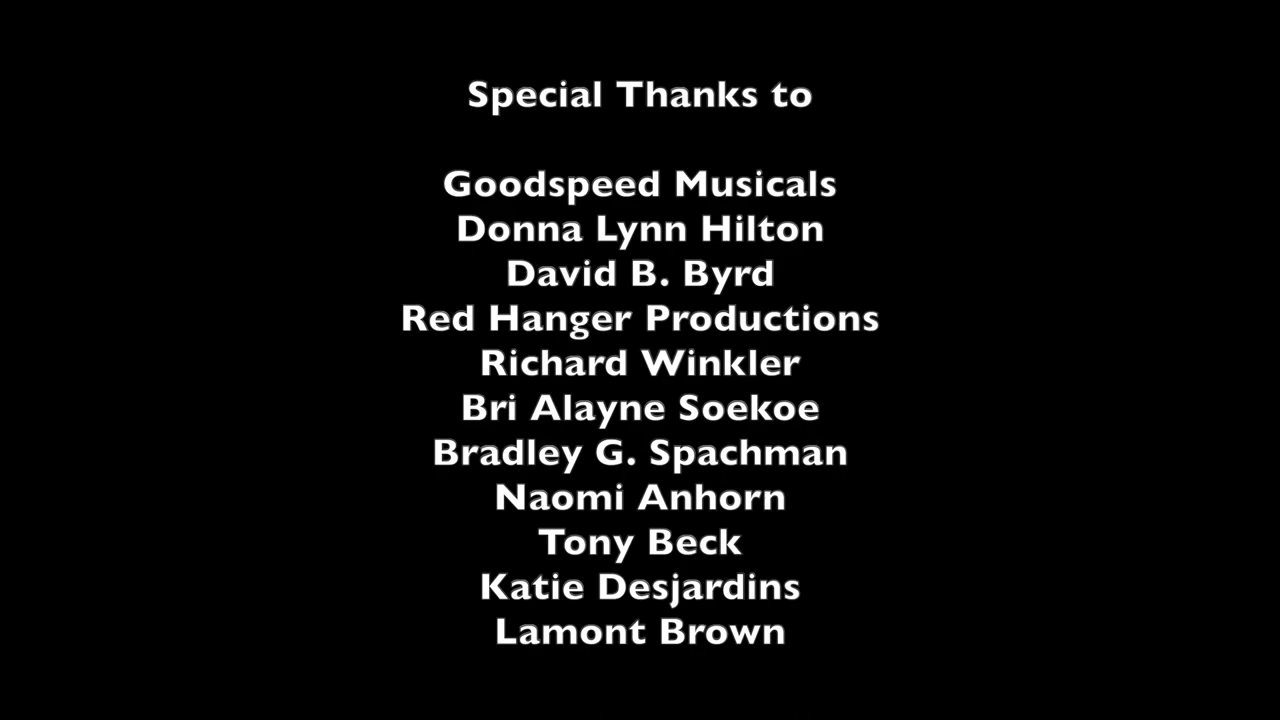 Special Thanks to
Goodspeed Musicals
Donna Lynn Hilton
David B. Byrd
Red Hanger Productions
Richard Winkler
Bri Alayne Soekoe
Bradley G. Spachman
Naomi Anhorn
Tony Beck
Katie Desjardins
Lamont Brown